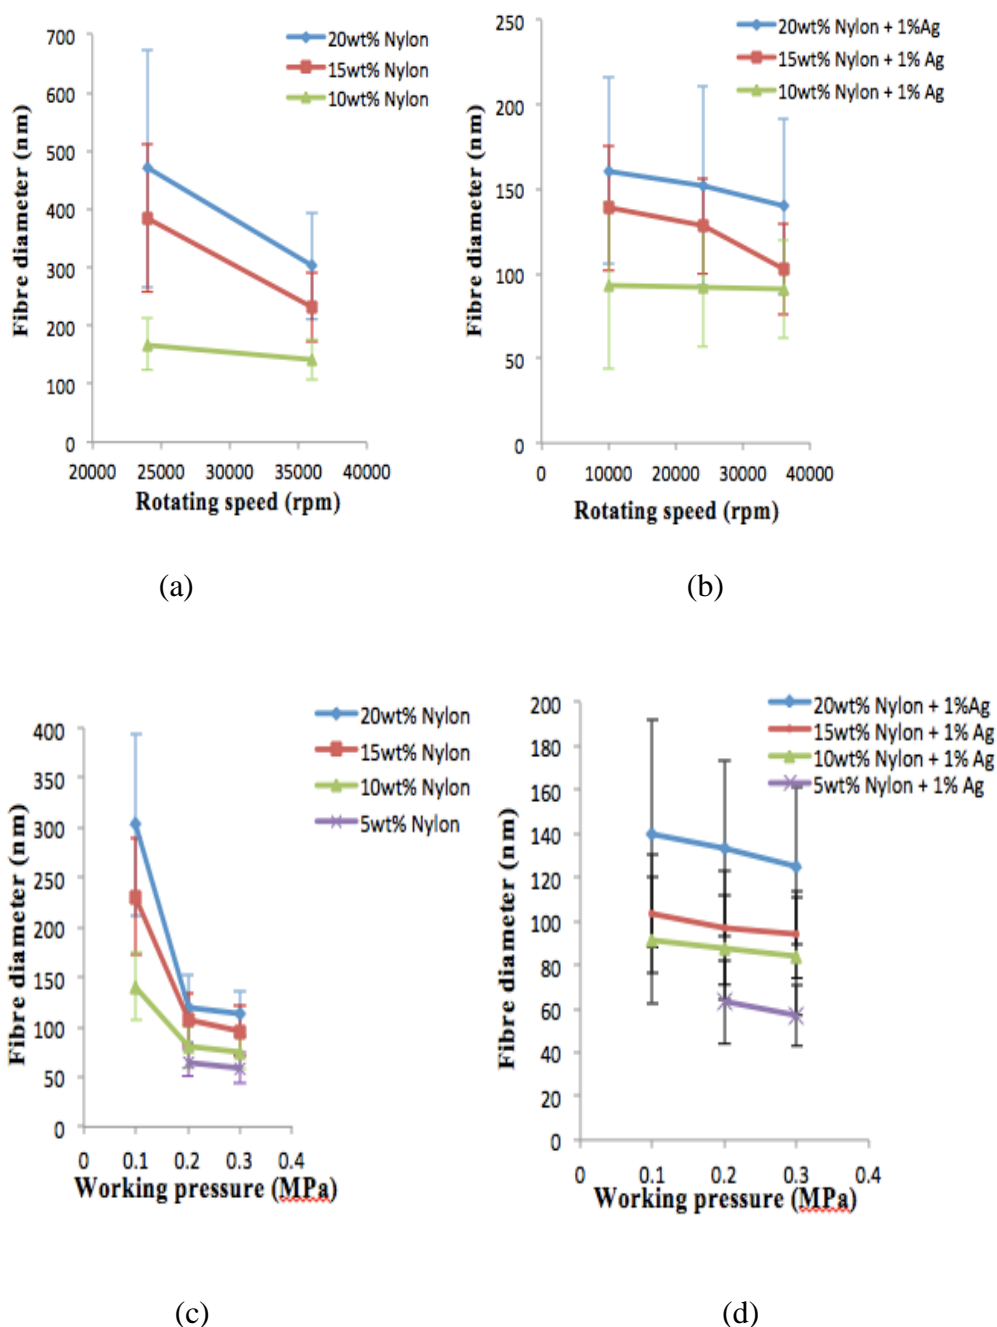 (a)
20wt% Nylon
15wt% Nylon
10wt% Nylon
Fibre diameter (nm)
700
600
500
400
300
200
100
0
20000 25000 30000 35000 40000
Rotating speed (rpm)
(a)
(b)
20wt% Nylon + 1%Ag
15wt% Nylon + 1% Ag
10wt% Nylon + 1% Ag
Fibre diameter (nm)
250
200
150
100
50
0
0 10000 20000 30000 40000
Rotating speed (rpm)
(b)
20wt% Nylon
15wt% Nylon
10wt% Nylon
5wt% Nylon
Fibre diameter (nm)
400
350
300
250
200
150
100
50
0
0 0.1 0.2 0.3 0.4
Working pressure (MPa)
(c)
20wt% Nylon + 1%Ag
15wt% Nylon + 1% Ag
10wt% Nylon + 1% Ag
5wt% Nylon + 1% Ag
Fibre diameter (nm)
200
180
160
140
120
100
80
60
40
20
0
0 0.1 0.2 0.3 0.4
Working pressure (MPa)
(d)